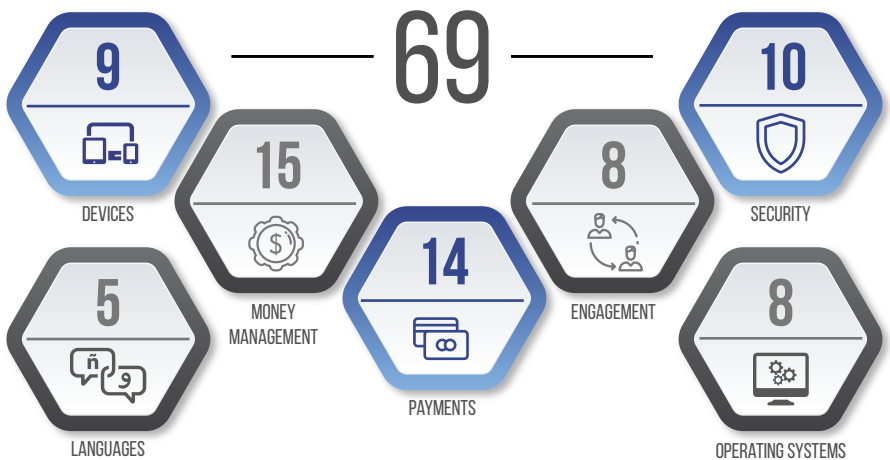 69
9
DEVICES
15
MONEY
MANAGEMENT
14
PAYMENTS
8
ENGAGEMENT
10
SECURITY
5
ñ
و
LANGUAGES
8
OPERATING SYSTEMS
$